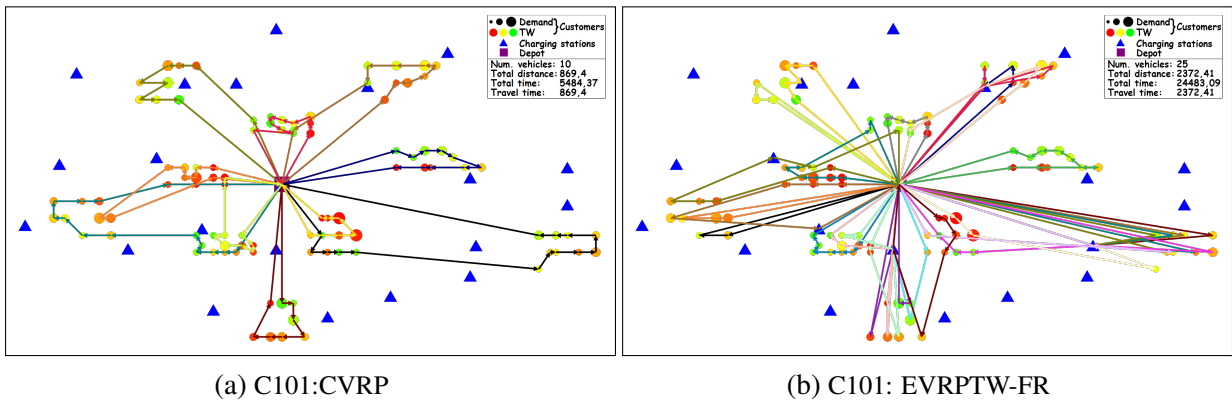 Demand
Customers
TW
Charging stations
Depot
Num. vehicles: 10
Total distance: 869,4
Total time: 5484,37
Travel time: 869,4
Demand
Customers
TW
Charging stations
Depot
Num. vehicles: 25
Total distance: 2372,41
Total time: 24483,09
Travel time: 2372,41
(a) C101:CVRP
(b) C101: EVRPTW-FR